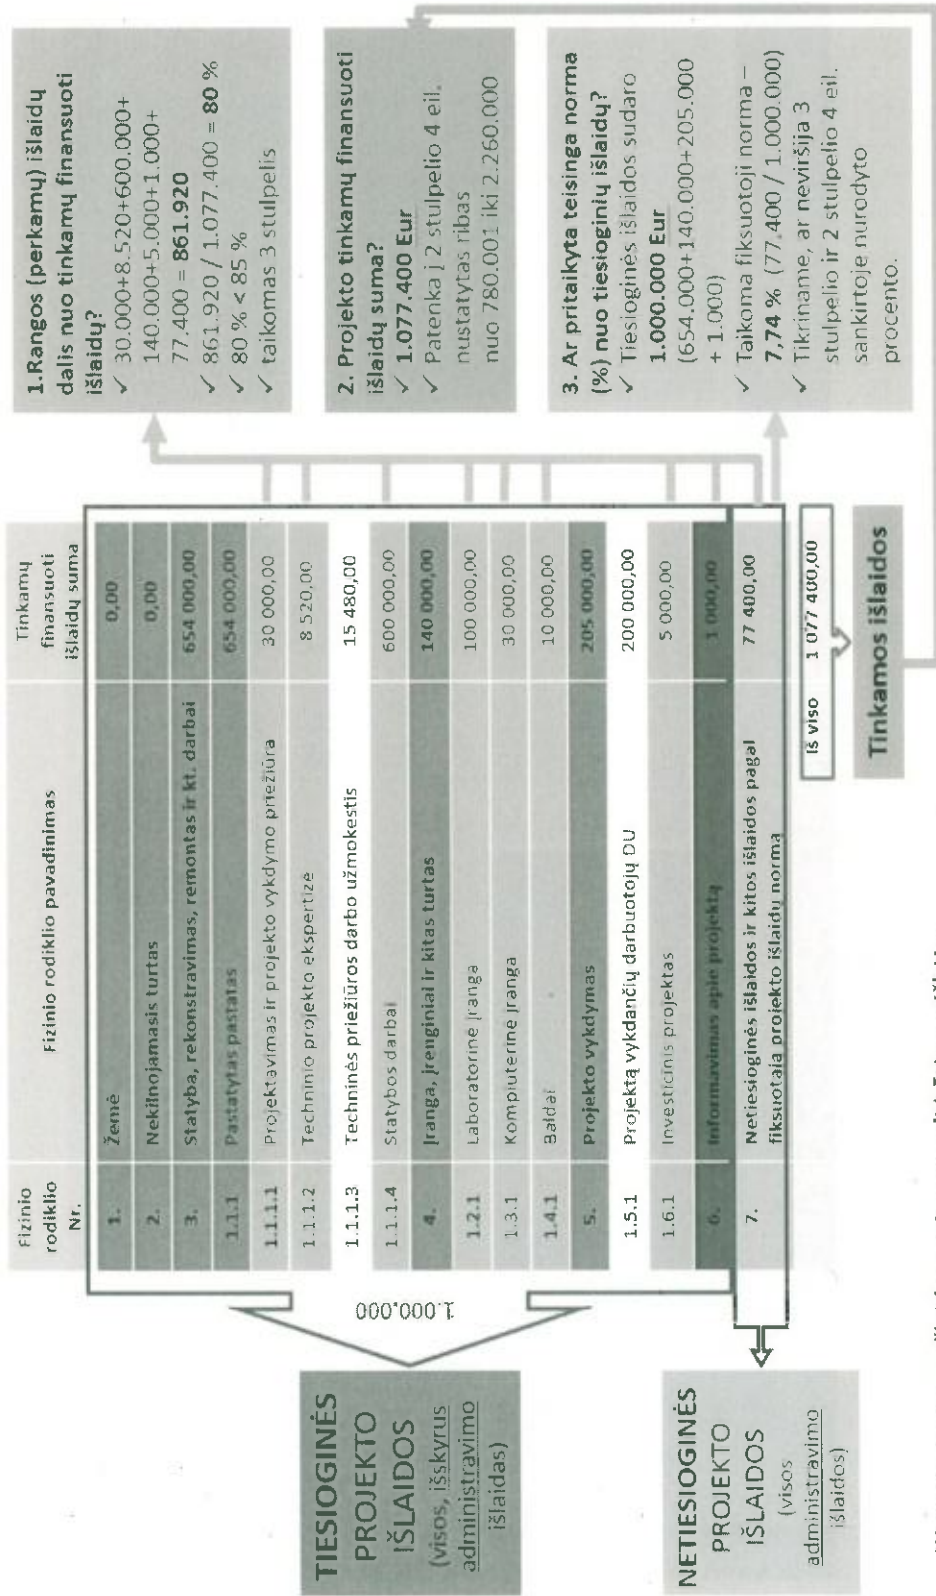 TIESIOGINĖS
PROJEKTO
IŠLAIDOS
(visos, išskyrus
administravimo
išlaidas)
NETIESIOGINĖS
PROJEKTO
IŠLAIDOS
(visos
administravimo
išlaidos)
1.000,000
Fizinio
rodiklio
Nr.
Fizinio rodiklio pavadinimas
Tinkamų
finansuoti
išlaidų suma
1. Žemė 0,00
2. Nekilnojamasis turtas 0,00
3. Statyba, rekonstravimas, remontas ir kt. darbai 654 000,00
1.1.1 Pastatytas pastatas 654 000,00
1.1.1.1 Projektavimas ir projekto vykdymo priežiūra 30 000,00
1.1.1.2 Techninio projekto ekspertizė 8 520,00
1.1.1.3 Techninės priežiūros darbo užmokestis 15 480,00
1.1.1.4 Statybos darbai 600 000,00
4. Įranga, įrenginiai ir kitas turtas 140 000,00
1.2.1 Laboratorinė įranga 100 000,00
1.3.1 Kompiuterinė įranga 30 000,00
1.4.1 Baldai 10 000,00
5. Projekto vykdymas 205 000,00
1.5.1 Projektą vykdančių darbuotojų DU 200 000,00
1.6.1 Investicinis projektas 5 000,00
6. Informavimas apie projektą 1 000,00
7. Netiesioginės išlaidos ir kitos išlaidos pagal
fiksuotąją projekto išlaidų normą 77 400,00
Iš viso 1 077 400,00
Tinkamos išlaidos
1.Rangos (perkamų) išlaidų
dalis nuo tinkamų finansuoti
išlaidų?
✓ 30.000+8.520+600.000+
140.000+5.000+1.000+
77.400 = 861.920
✓ 861.920 / 1.077.400 = 80 %
✓ 80 % < 85 %
✓ taikomas 3 stulpelis
2. Projekto tinkamų finansuoti
išlaidų suma?
✓ 1.077.400 Eur
✓ Patenka į 2 stulpelio 4 eil.
nustatytas ribas
nuo 780.001 iki 2.260.000
3. Ar pritaikyta teisinga norma
(%) nuo tiesioginių išlaidų?
✓ Tiesioginės išlaidos sudaro
1.000.000 Eur
(654.000+140.000+205.000
+ 1.000)
✓ Taikoma fiksuotoji norma –
7,74 % (77.400 / 1.000.000)
✓ Tikriname, ar neviršija 3
stulpelio ir 2 stulpelio 4 eil.
sankirtoje nurodyto
procento.